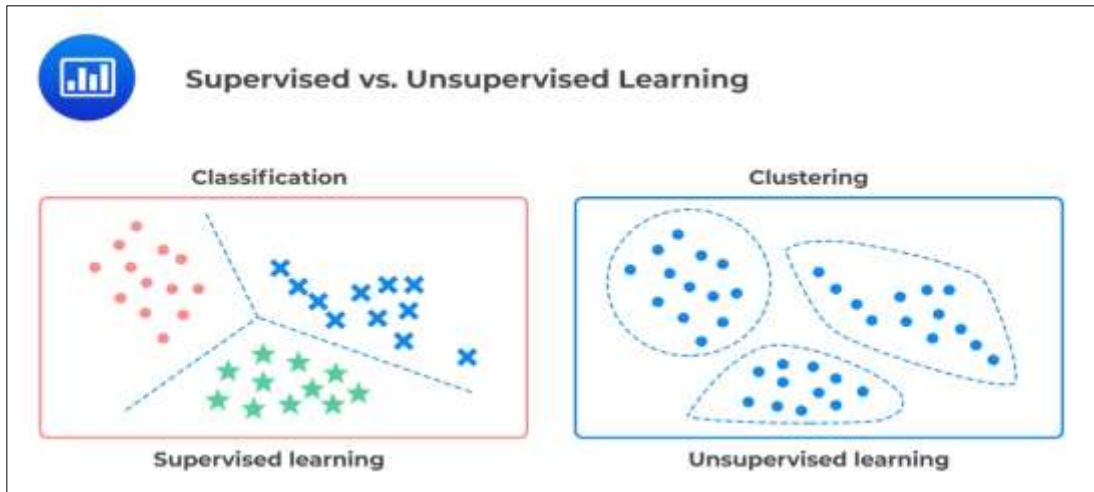 Supervised vs. Unsupervised Learning
Classification
Clustering
Supervised learning
Unsupervised learning